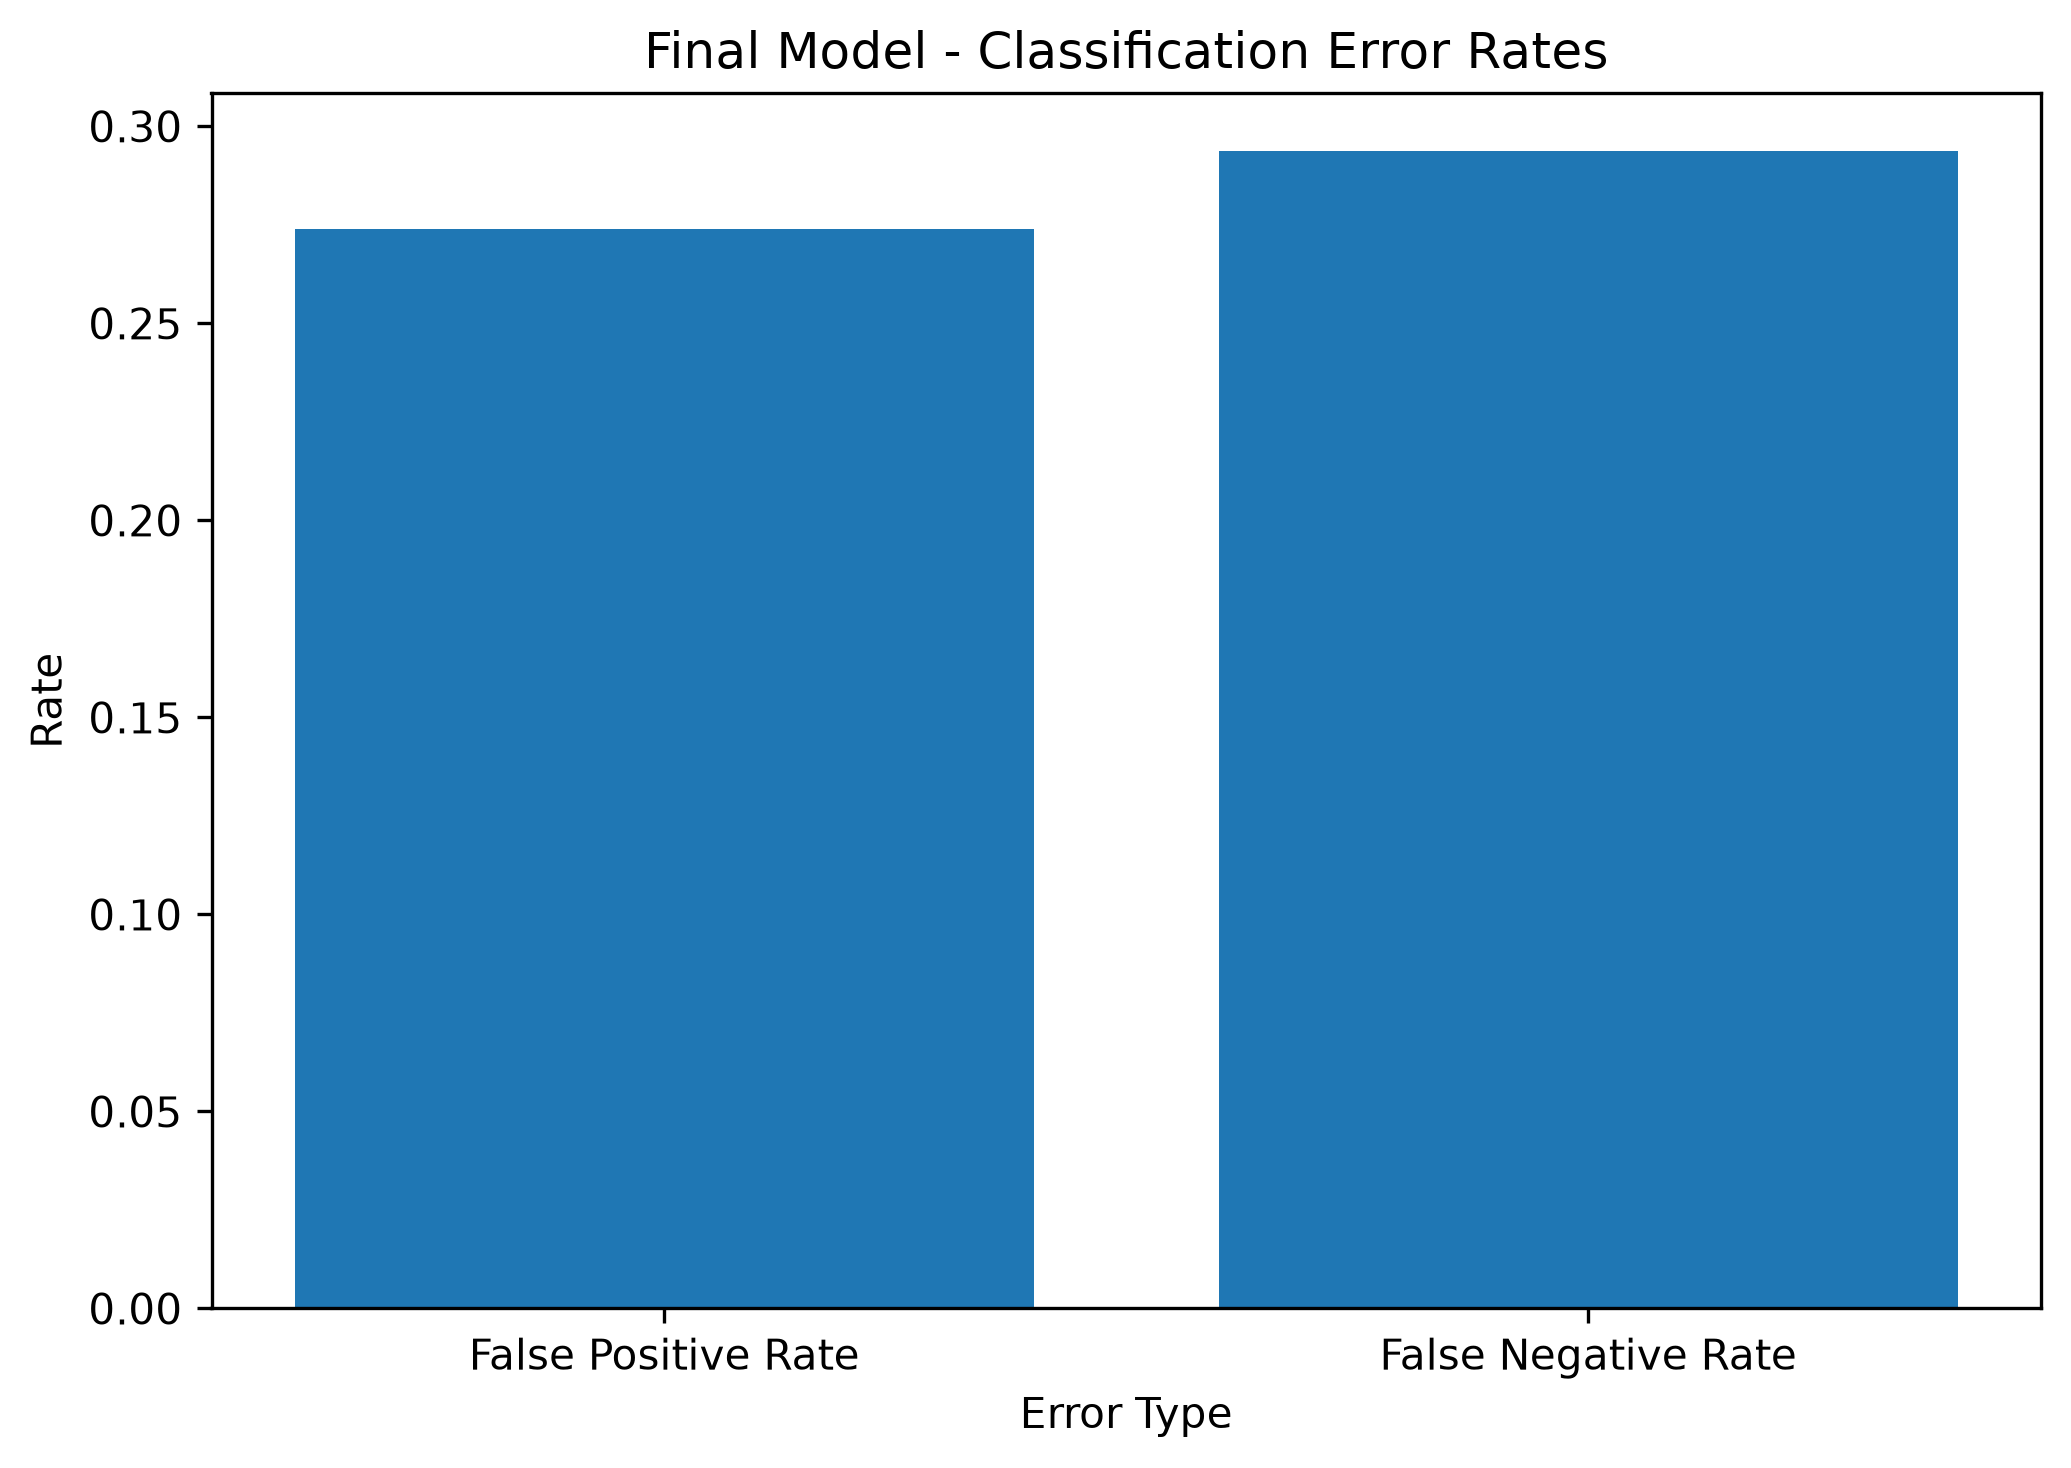 Final Model - Classification Error Rates
0.30
0.25
0.20
0.15
0.10
0.05
0.00
Rate
False Positive Rate
False Negative Rate
Error Type